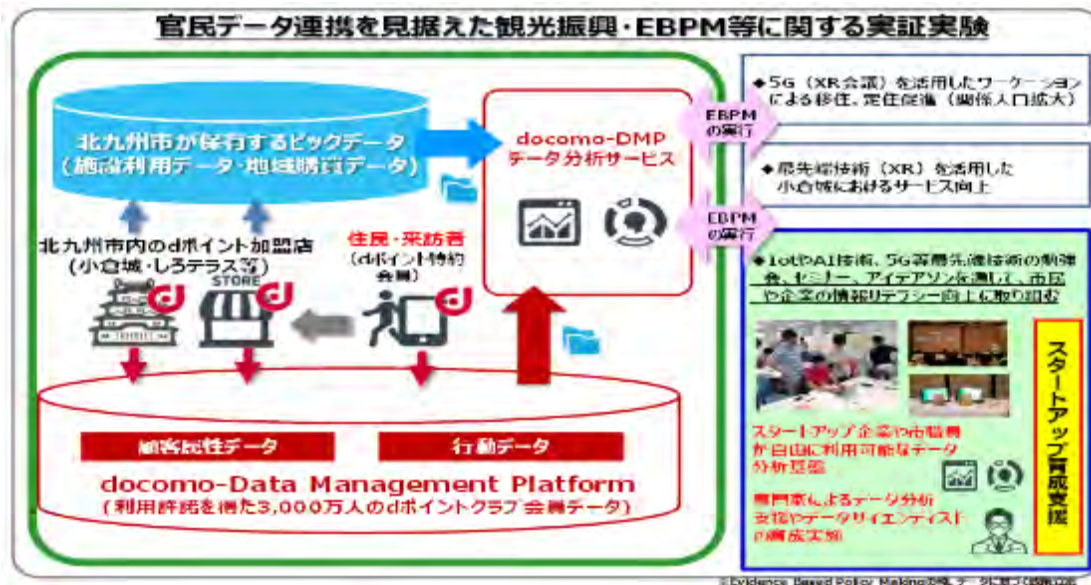 官民データ連携を見据えた観光振興・EBPM等に関する実証実験
北九州市が保有するビックデータ
(施設利用データ・地域購買データ)
docomo-DMP
データ分析サービス
EBPM
の実行
EBPM
の実行
◆5G（XR会議）を活用したワーケーション
による移住、定住促進（関係人口拡大）
◆最先端技術（XR）を活用した
小倉城におけるサービス向上
北九州市内のdポイント加盟店
(小倉城・しろテラス等)
STORE
住民・来訪者
(dポイント特約
会員)
◆IotやAI技術、5G等最先端技術の勉強
会、セミナー、アイデアソンを通して、市民
や企業の情報リテラシー向上に取り組む
スタートアップ企業や市職員
が自由に利用可能なデータ
分析基盤
専門家によるデータ分析
支援やデータサイエンティスト
の育成実施
スタートアップ育成支援
顧客属性データ
行動データ
docomo-Data Management Platform
(利用許諾を得た3,000万人のdポイントクラブ会員データ)
Evidence Based Policy Making